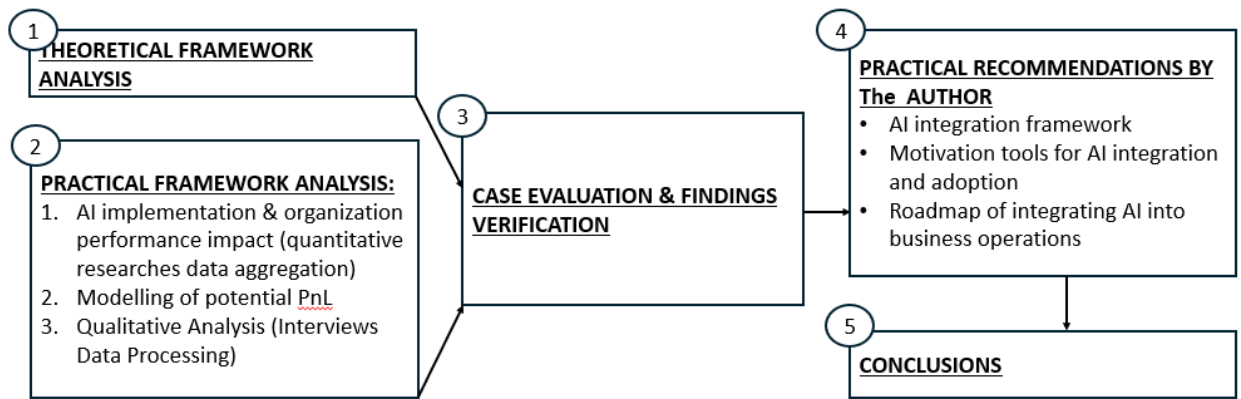 1
THEORETICAL FRAMEWORK
ANALYSIS
2
PRACTICAL FRAMEWORK ANALYSIS:
1. AI implementation & organization
performance impact (quantitative
researches data aggregation)
2. Modelling of potential PnL
3. Qualitative Analysis (Interviews
Data Processing)
3
CASE EVALUATION & FINDINGS
VERIFICATION
4
PRACTICAL RECOMMENDATIONS BY
The AUTHOR
• AI integration framework
• Motivation tools for AI integration
and adoption
• Roadmap of integrating AI into
business operations
5
CONCLUSIONS